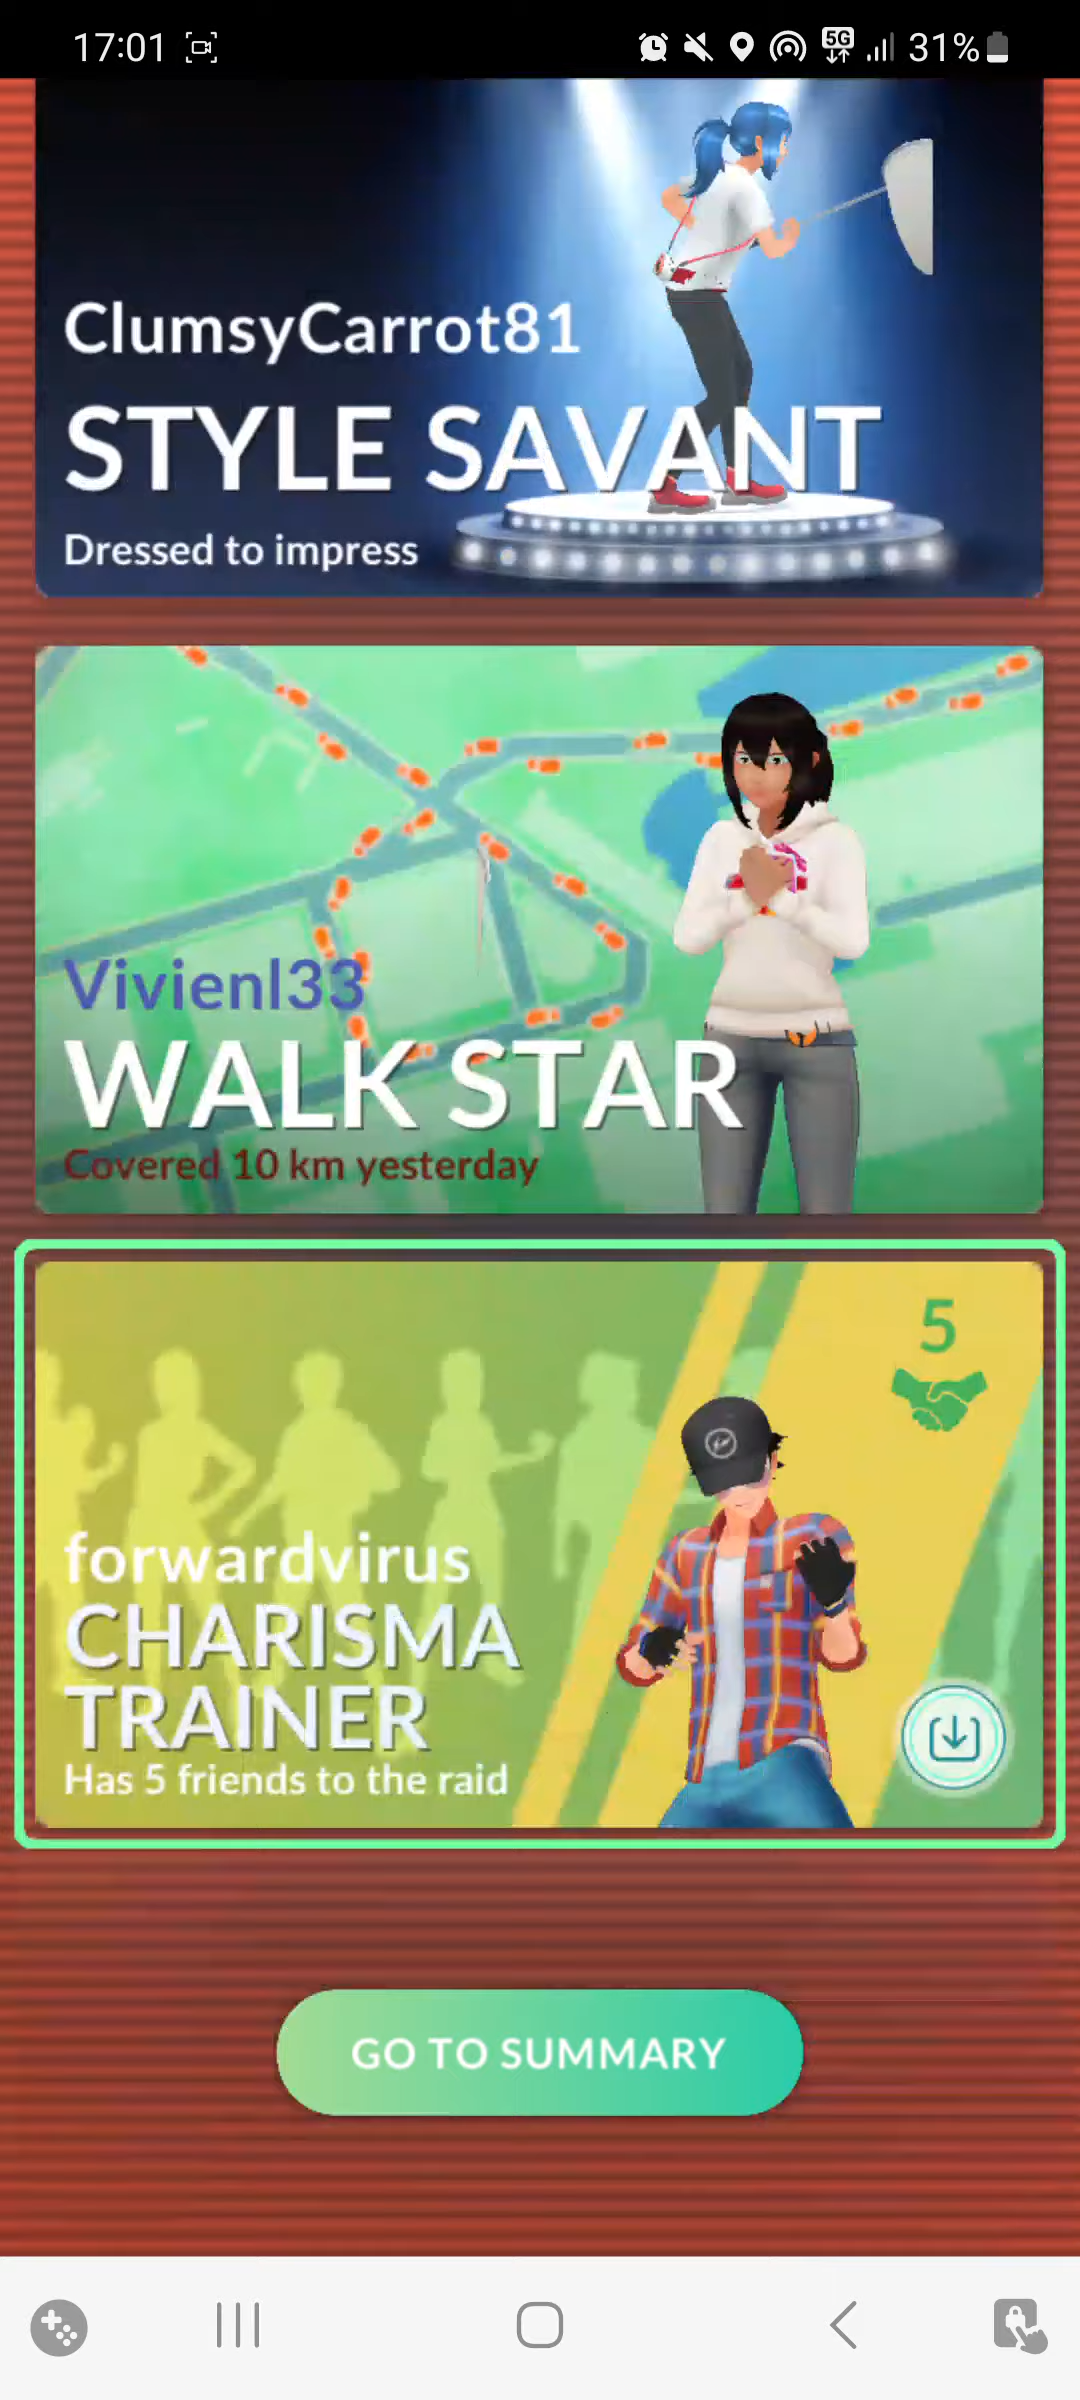 17:01
5G
31%
ClumsyCarrot81
STYLE SAVANT
Dressed to impress
Vivienl33
WALK STAR
Covered 10 km yesterday
5
forwardvirus
CHARISMA
TRAINER
Has 5 friends to the raid
GO TO SUMMARY